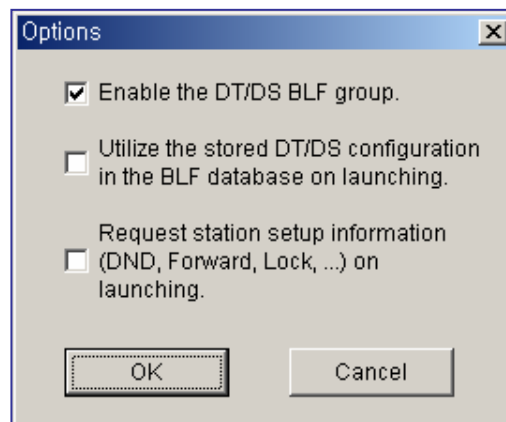 Options
Enable the DT/DS BLF group.
Utilize the stored DT/DS configuration
in the BLF database on launching.
Request station setup information
(DND, Forward, Lock, ...) on
launching.
OK
Cancel